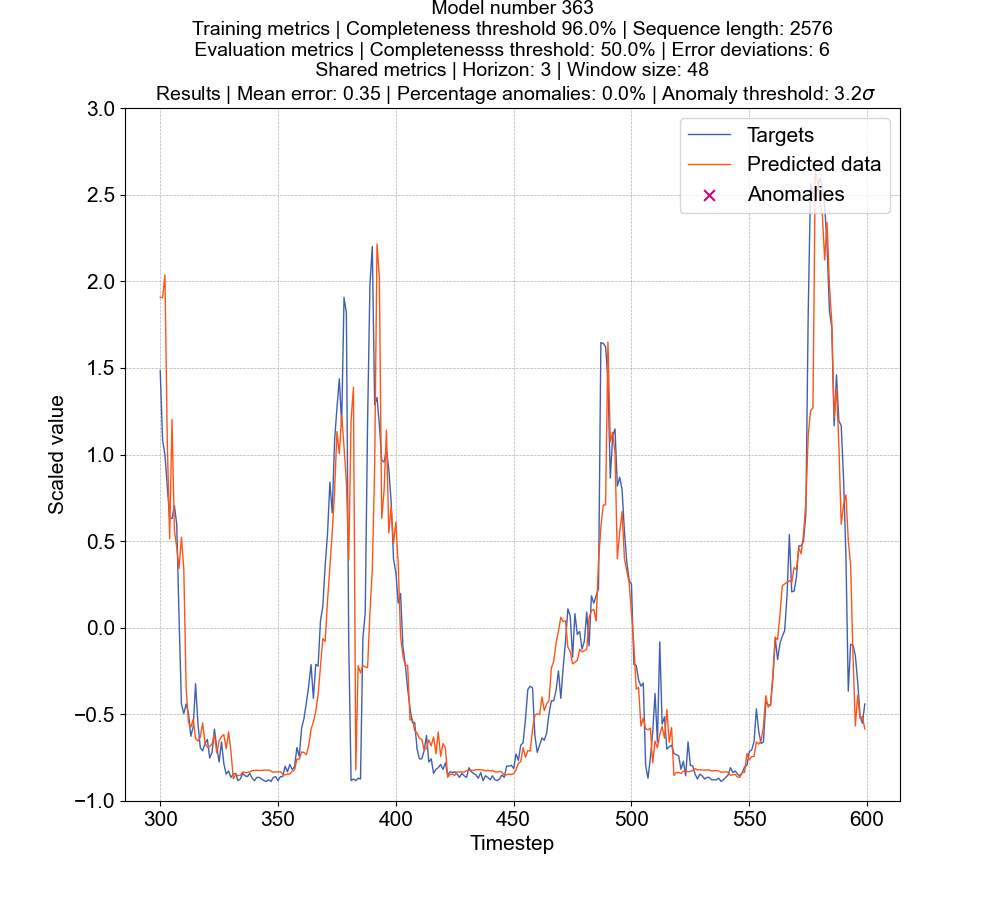 Model number 363
Training metrics | Completeness threshold 96.0% | Sequence length: 2576
Evaluation metrics | Completenesss threshold: 50.0% | Error deviations: 6
Shared metrics | Horizon: 3 | Window size: 48
Results | Mean error: 0.35 | Percentage anomalies: 0.0% | Anomaly threshold: 3.2σ
Targets
Predicted data
Anomalies
3.0
2.5
2.0
1.5
1.0
0.5
0.0
−0.5
−1.0
Scaled value
300
350
400
450
500
550
600
Timestep